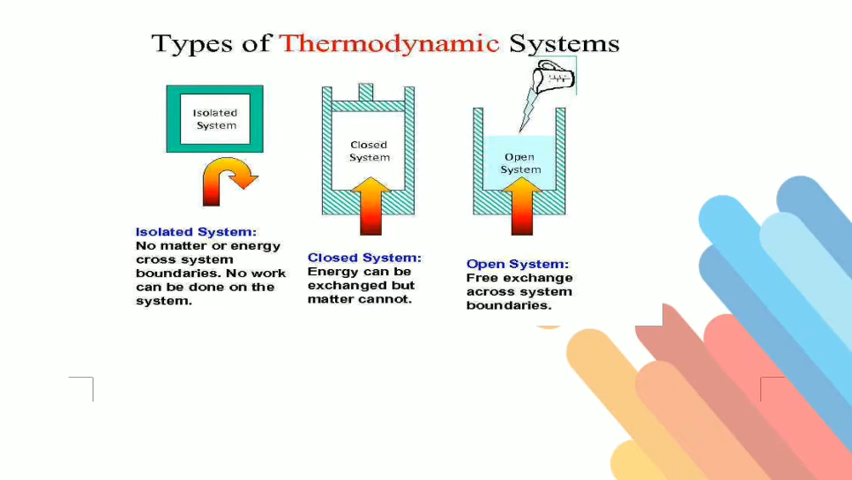 Types of Thermodynamic Systems
Isolated
System
Closed
System
Open
System
Isolated System:
No matter or energy
cross system
boundaries. No work
can be done on the
system.
Closed System:
Energy can be
exchanged but
matter cannot.
Open System:
Free exchange
across system
boundaries.